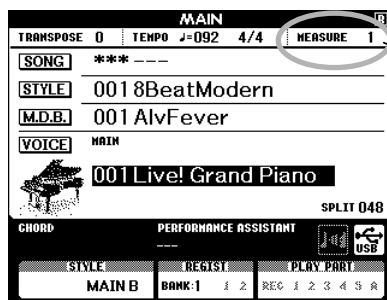 MAIN
TRANSPOSE 0 TEMPO ♩=092 4/4 MEASURE 1
SONG ***---
STYLE 001 8BeatModern
M.D.B. 001 AlvFever
VOICE MAIN
001 Live! Grand Piano
SPLIT 048
CHORD PERFORMANCE ASSISTANT
---
USB
STYLE REGIST PLAY PART
MAIN B BANK:1 1 2 REC 1 2 3 4 5 A